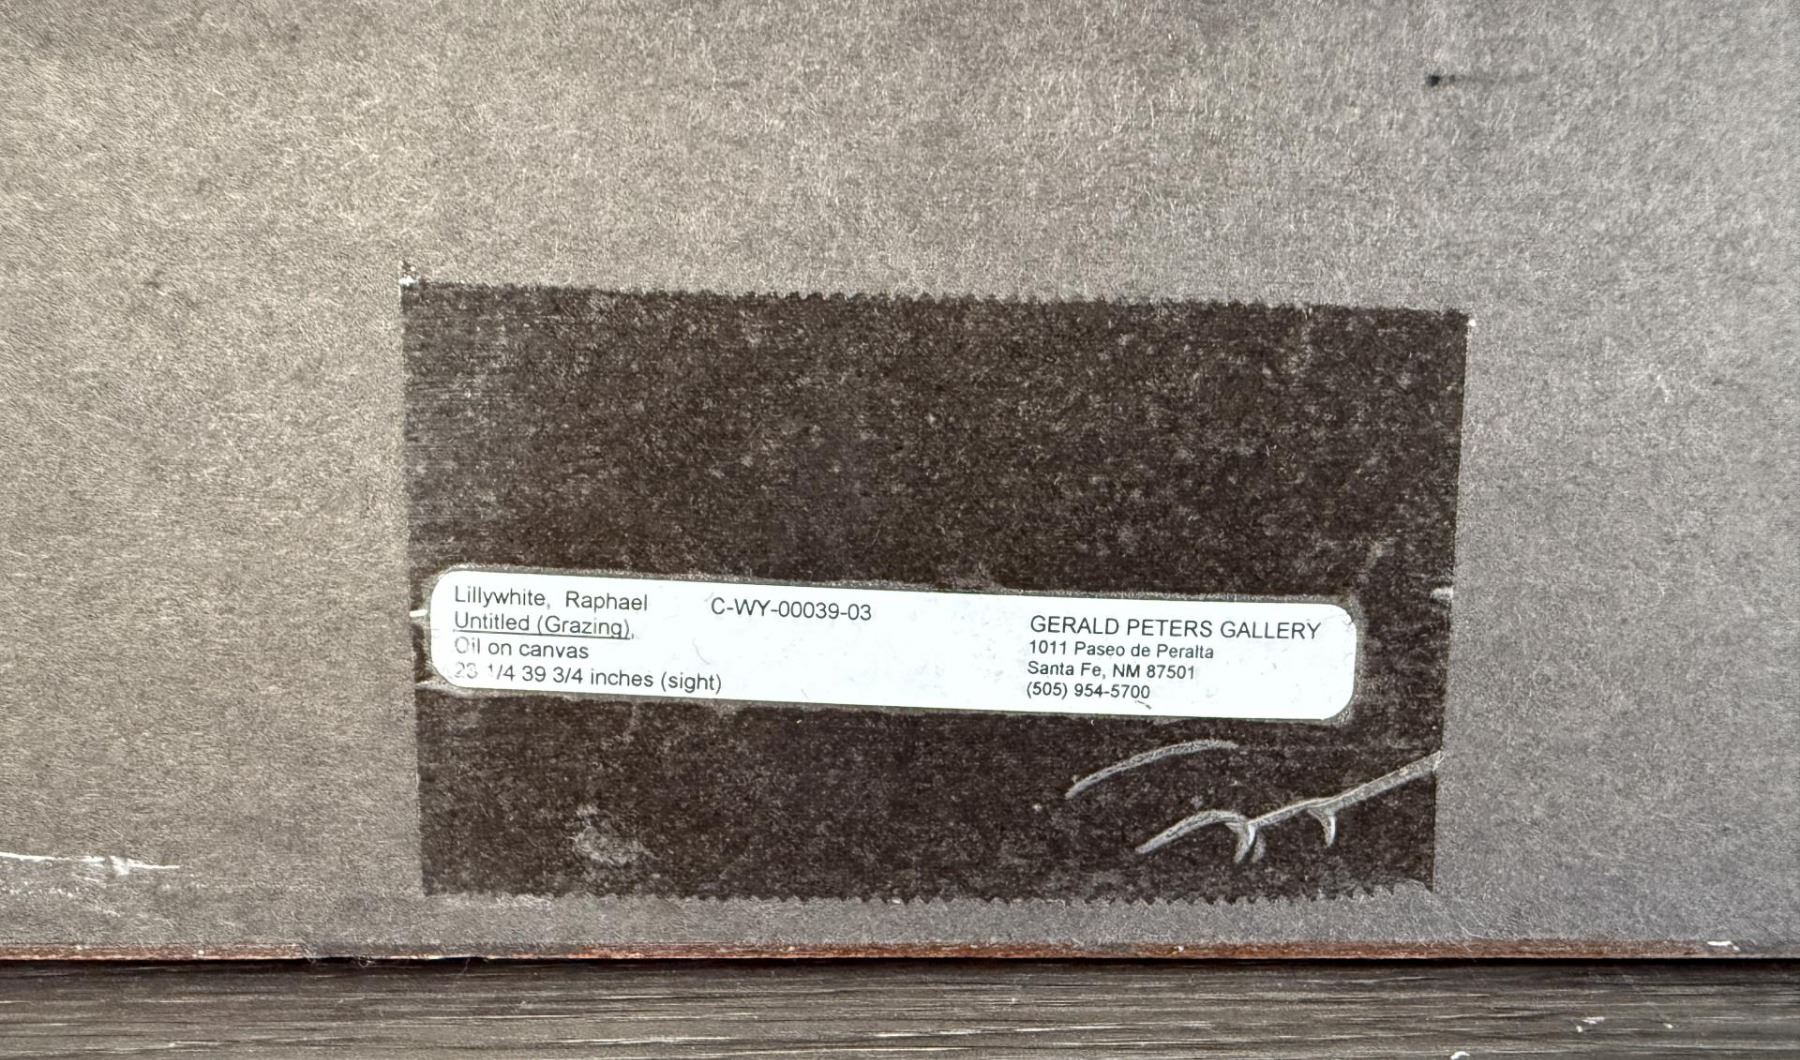 Lillywhite, Raphael
Untitled (Grazing),
Oil on canvas
23 1/4 39 3/4 inches (sight)
C-WY-00039-03
GERALD PETERS GALLERY
1011 Paseo de Peralta
Santa Fe, NM 87501
(505) 954-5700